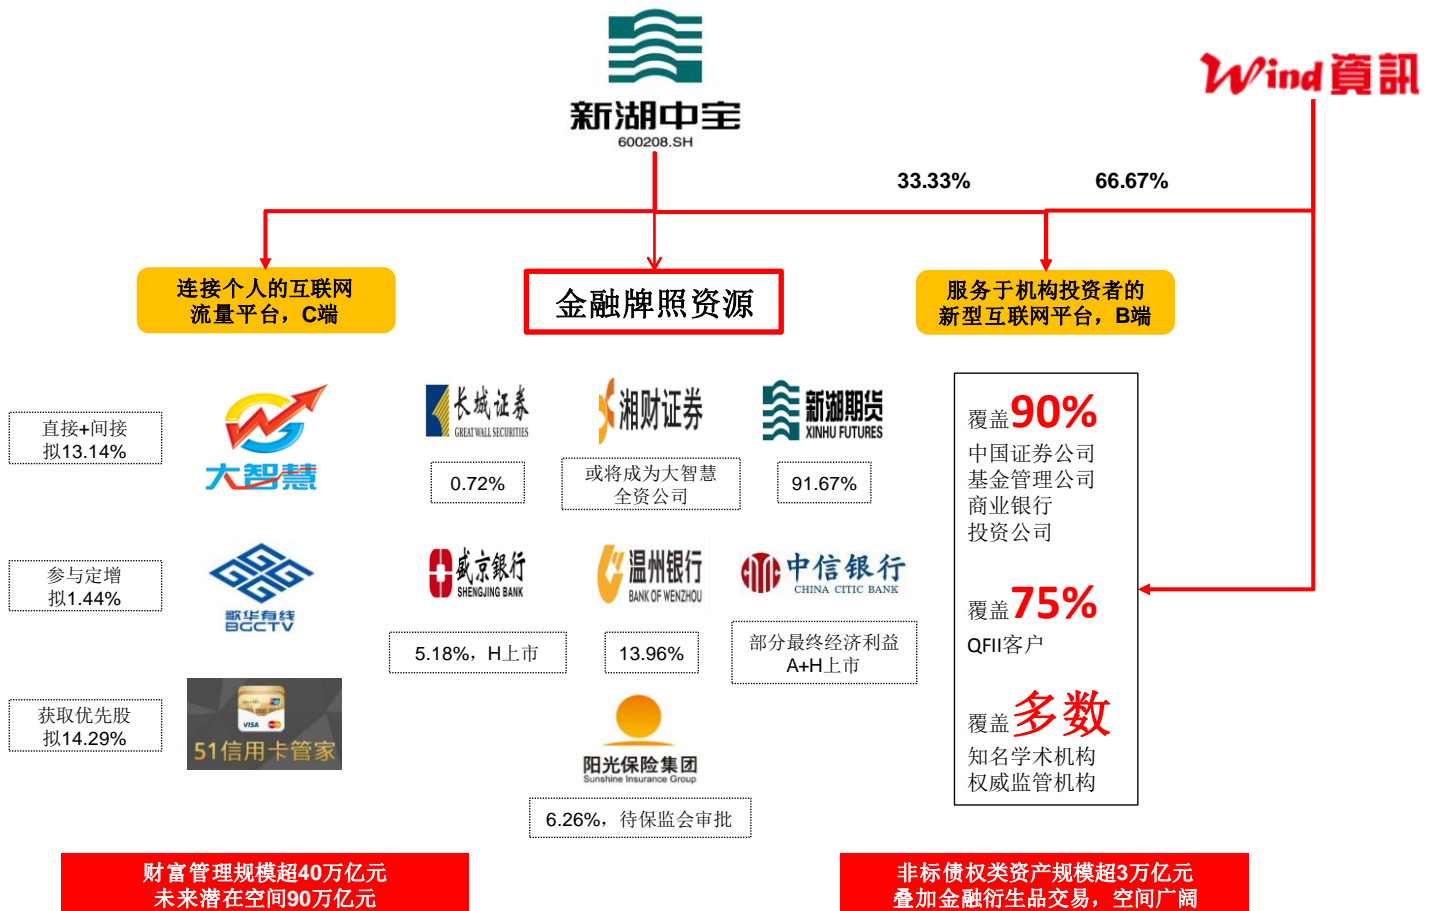 新湖中宝
600208.SH
Wind資訊
33.33%
66.67%
连接个人的互联网
流量平台，C端
金融牌照资源
服务于机构投资者的
新型互联网平台，B端
直接+间接
拟13.14%
大智慧
长城证券
GREAT WALL SECURITIES
0.72%
湘财证券
或将成为大智慧
全资公司
新湖期货
XINHU FUTURES
91.67%
参与定增
拟1.44%
歌华有线
BGCTV
盛京银行
SHENGJING BANK
5.18%，H上市
温州银行
BANK OF WENZHOU
13.96%
中信银行
CHINA CITIC BANK
部分最终经济利益
A+H上市
获取优先股
拟14.29%
VISA
51信用卡管家
阳光保险集团
Sunshine Insurance Group
6.26%，待保监会审批
覆盖90%
中国证券公司
基金管理公司
商业银行
投资公司
覆盖75%
QFII客户
覆盖多数
知名学术机构
权威监管机构
财富管理规模超40万亿元
未来潜在空间90万亿元
非标债权类资产规模超3万亿元
叠加金融衍生品交易，空间广阔